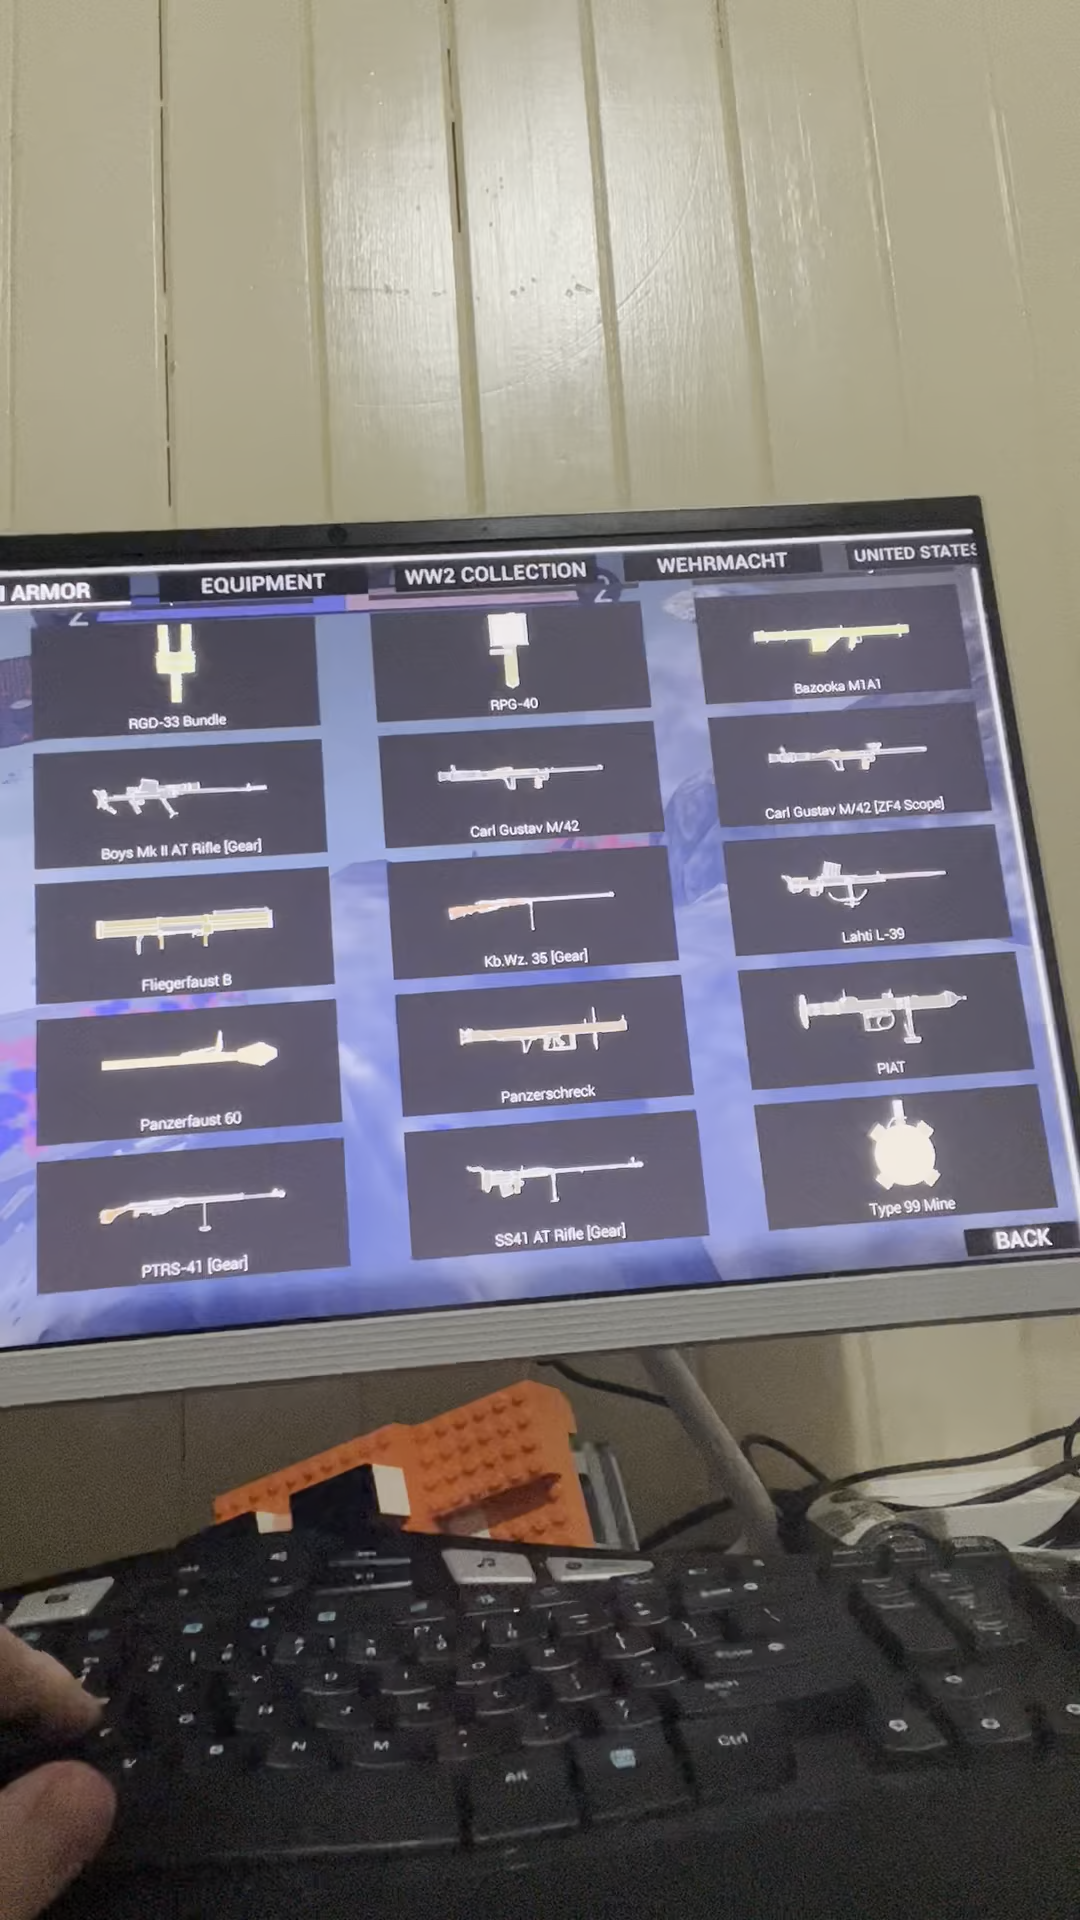 I ARMOR
EQUIPMENT
WW2 COLLECTION
WEHRMACHT
UNITED STATES
2
2
RGD-33 Bundle
RPG-40
Bazooka M1A1
Boys Mk II AT Rifle [Gear]
Carl Gustav M/42
Carl Gustav M/42 [ZF4 Scope]
Fliegerfaust B
Kb.Wz. 35 [Gear]
Lahti L-39
Panzerfaust 60
Panzerschreck
PIAT
PTRS-41 [Gear]
SS41 AT Rifle [Gear]
Type 99 Mine
BACK
N
M
K
Alt
Ctrl